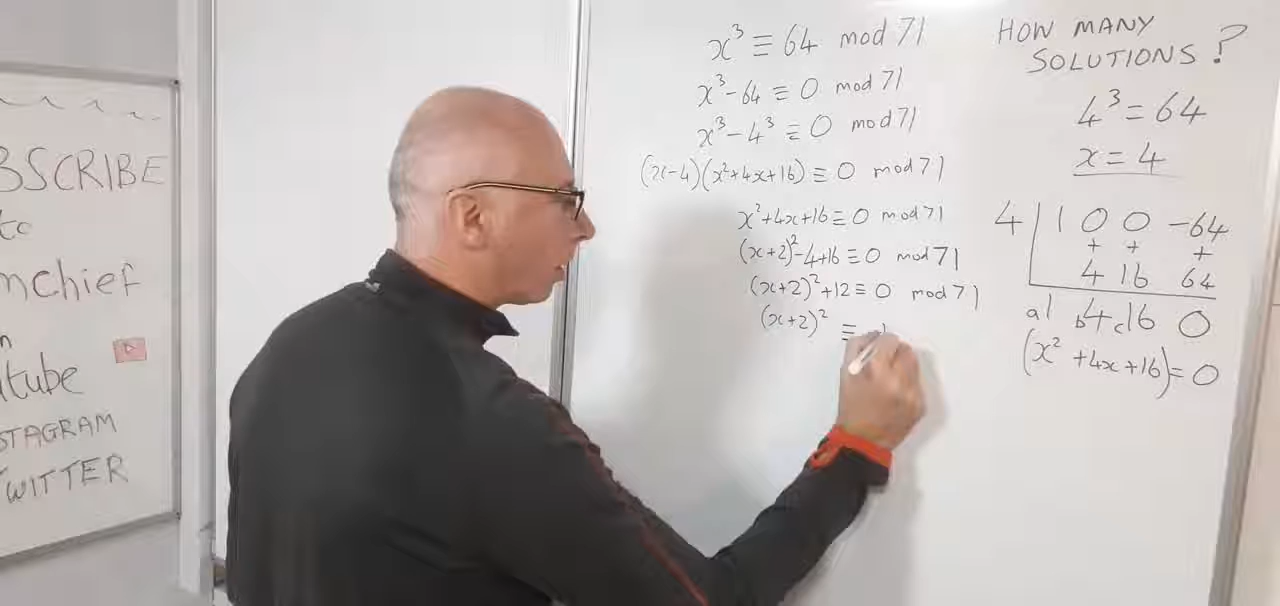 BSCRIBE
to
mchief
n
utube
STAGRAM
TWITTER
x³ ≡ 64 mod 71
x³-64 ≡ 0 mod 71
x³-4³ ≡ 0 mod 71
(x-4)(x²+4x+16) ≡ 0 mod 71
x²+4x+16 ≡ 0 mod 71
(x+2)²-4+16 ≡ 0 mod 71
(x+2)²+12 ≡ 0 mod 71
(x+2)² ≡
HOW MANY
SOLUTIONS?
4³ = 64
x = 4
4 | 1 0 0 -64
+ + +
4 16 64
a1 b4 c16 0
(x² +4x+16)=0